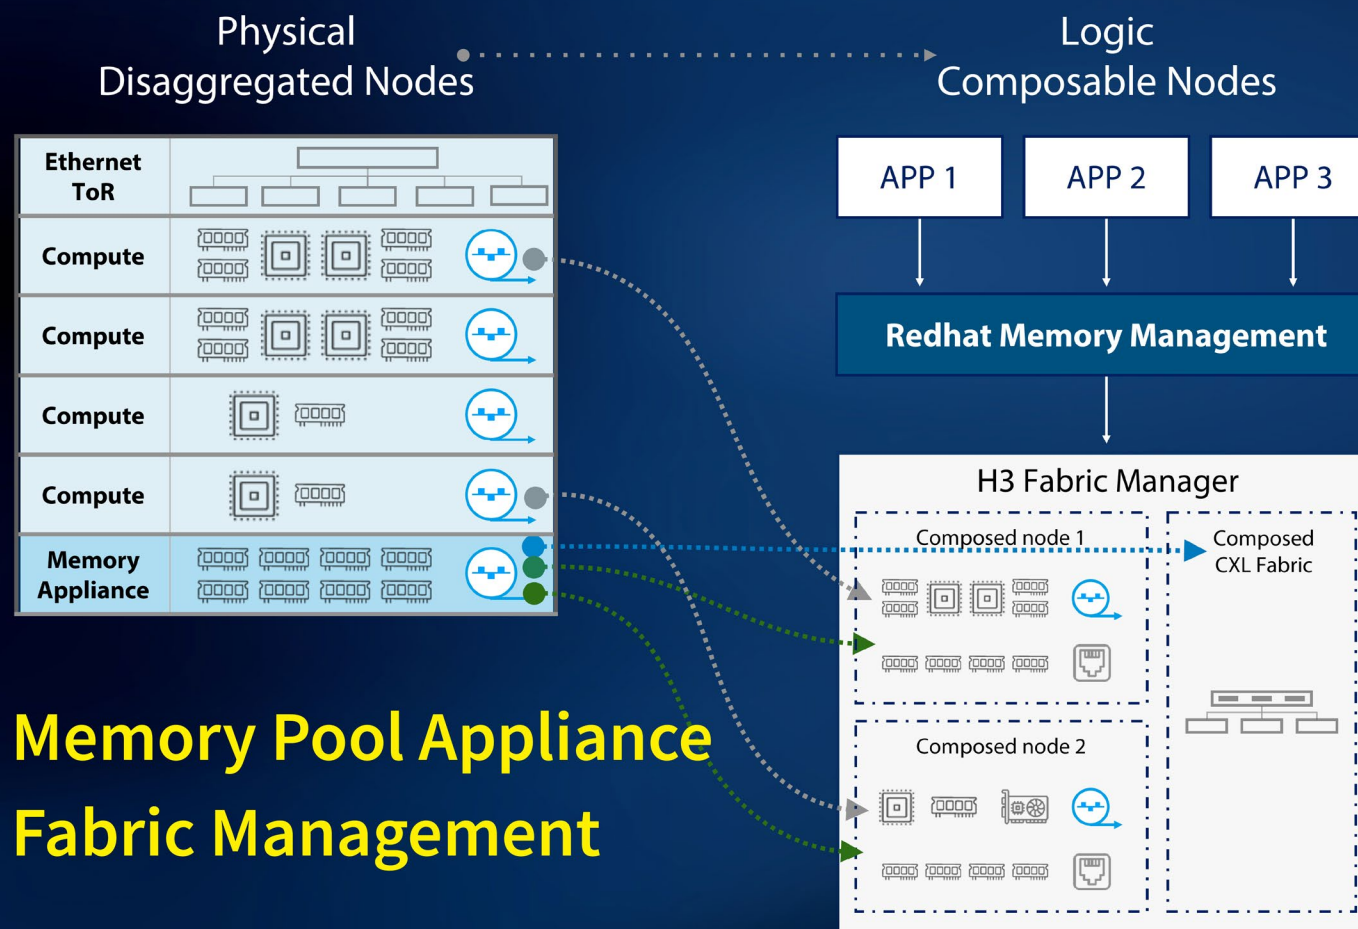 Physical
Disaggregated Nodes
Logic
Composable Nodes
Ethernet
ToR
Compute
Compute
Compute
Compute
Memory
Appliance
APP 1
APP 2
APP 3
Redhat Memory Management
H3 Fabric Manager
Composed node 1
Composed
CXL Fabric
Composed node 2
Memory Pool Appliance
Fabric Management